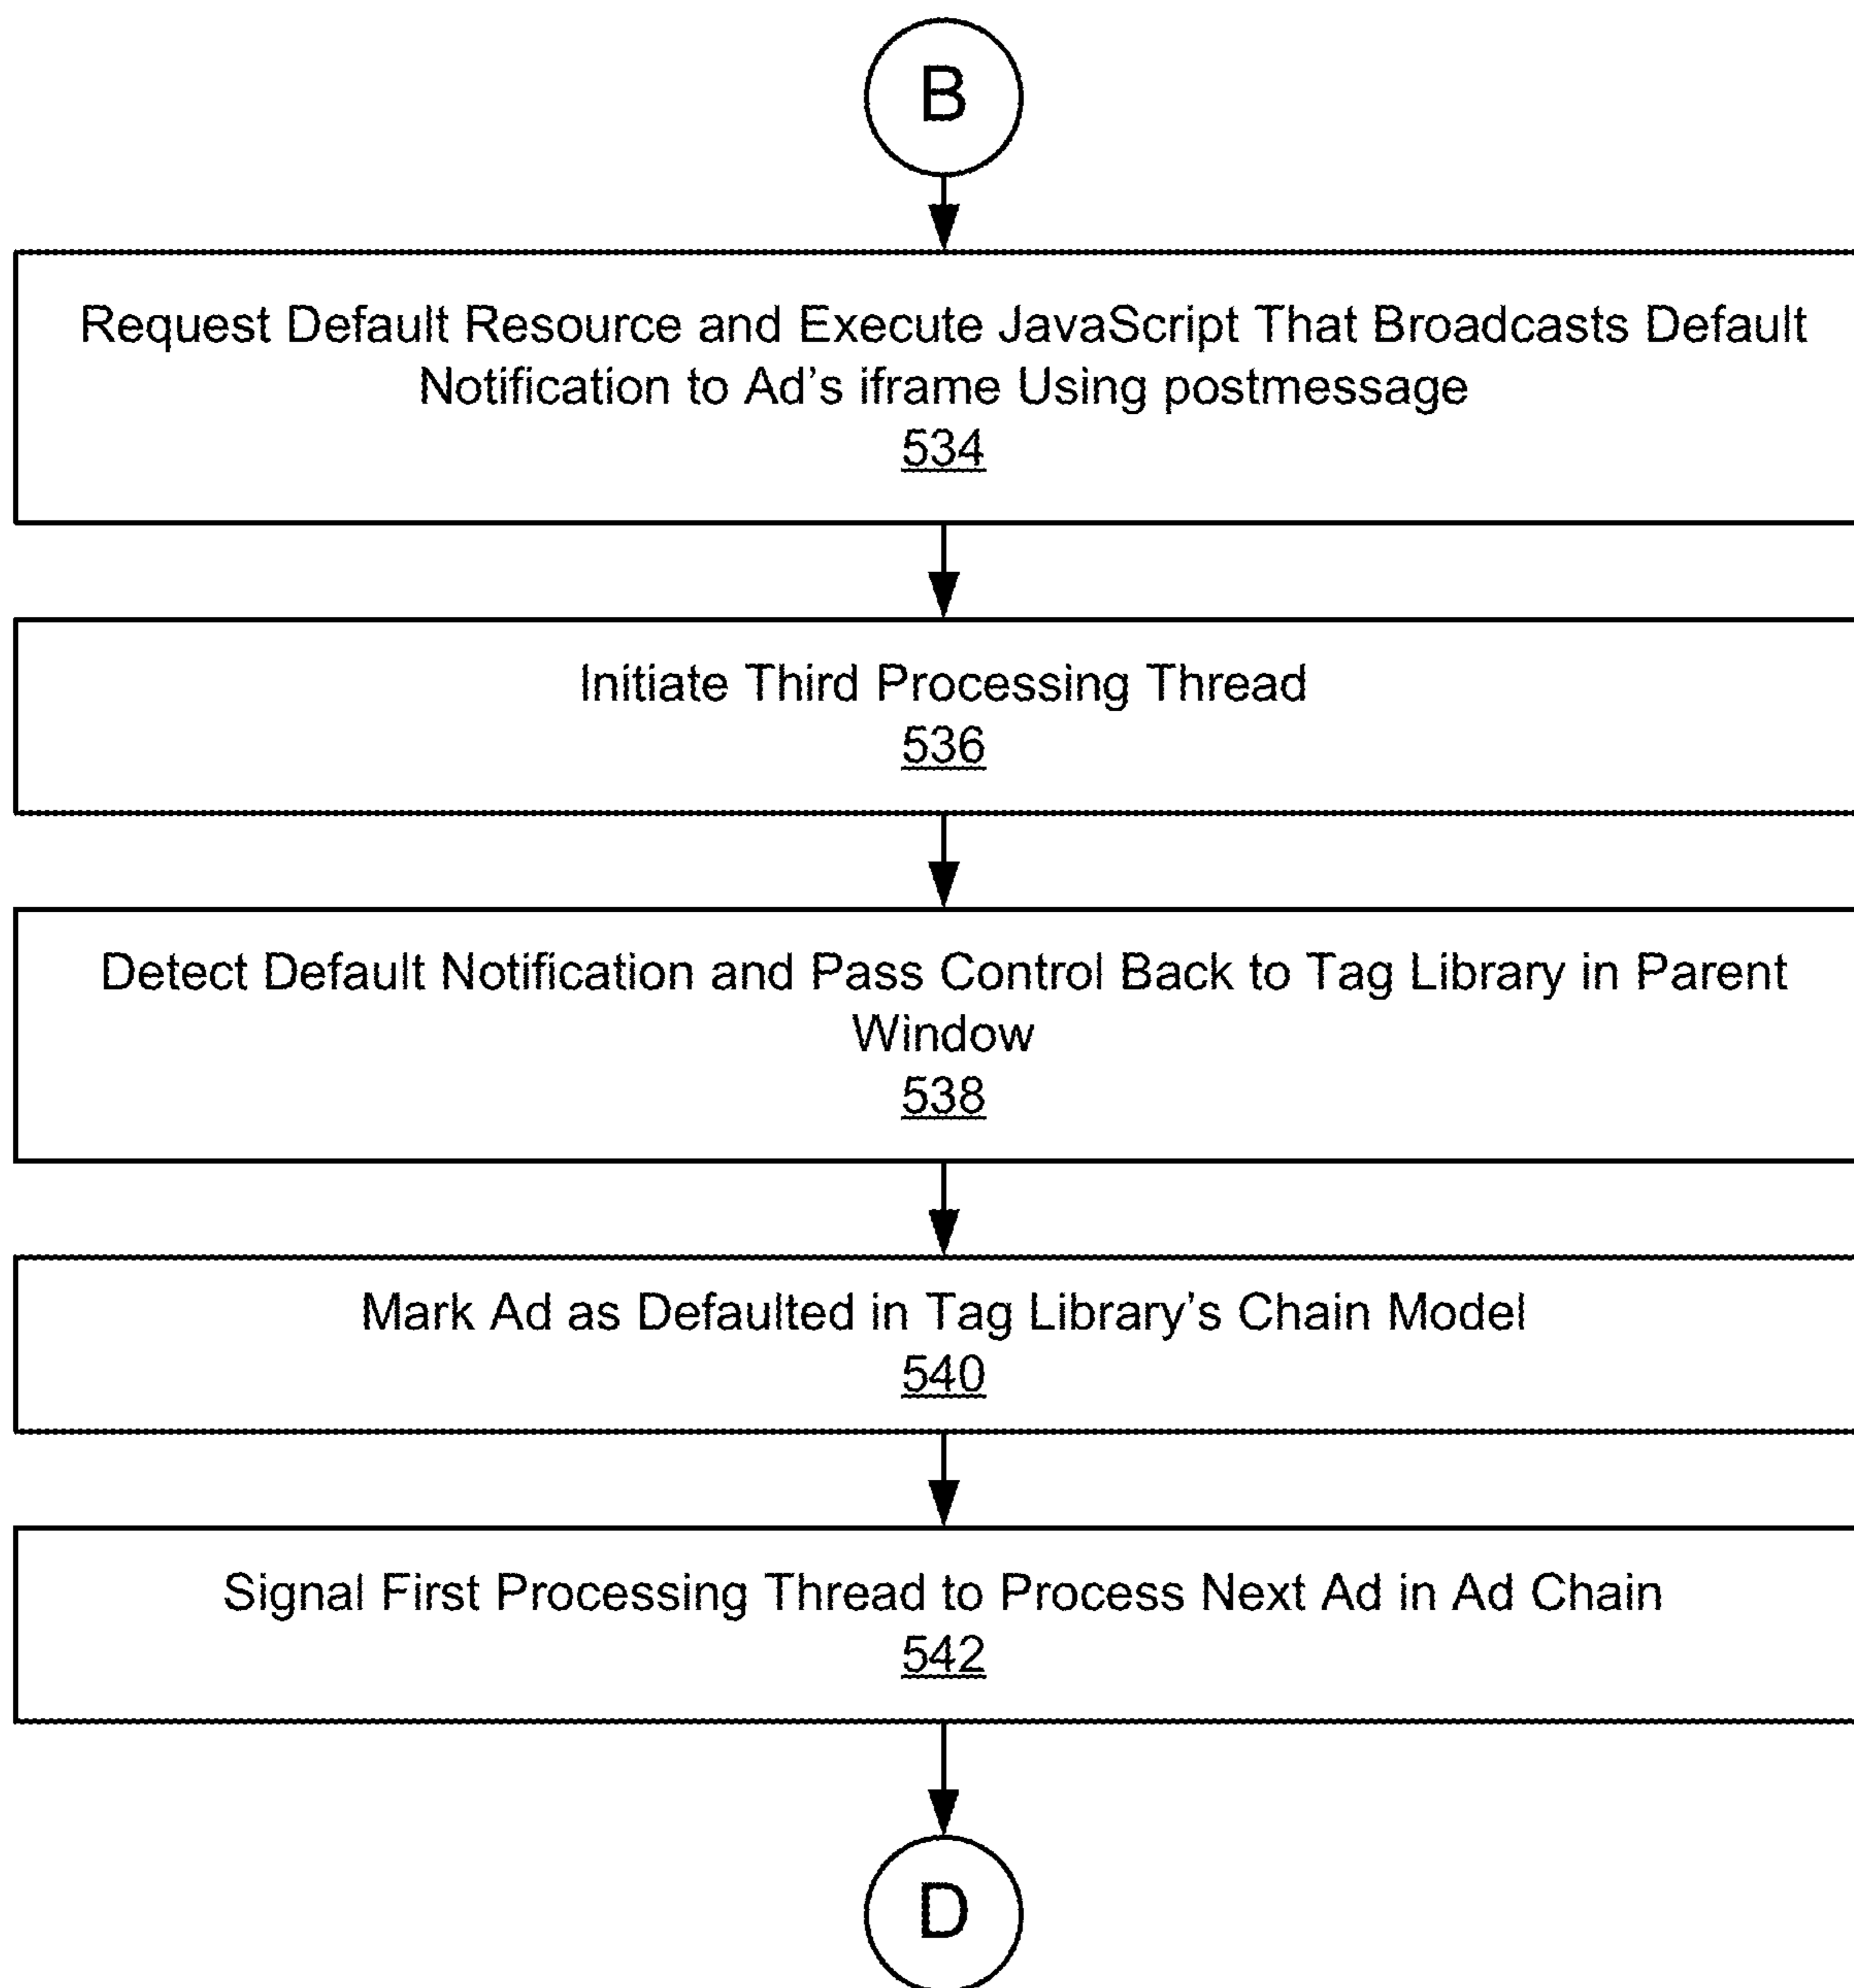 B
Request Default Resource and Execute JavaScript That Broadcasts Default
Notification to Ad's iframe Using postmessage
534
Initiate Third Processing Thread
536
Detect Default Notification and Pass Control Back to Tag Library in Parent
Window
538
Mark Ad as Defaulted in Tag Library's Chain Model
540
Signal First Processing Thread to Process Next Ad in Ad Chain
542
D